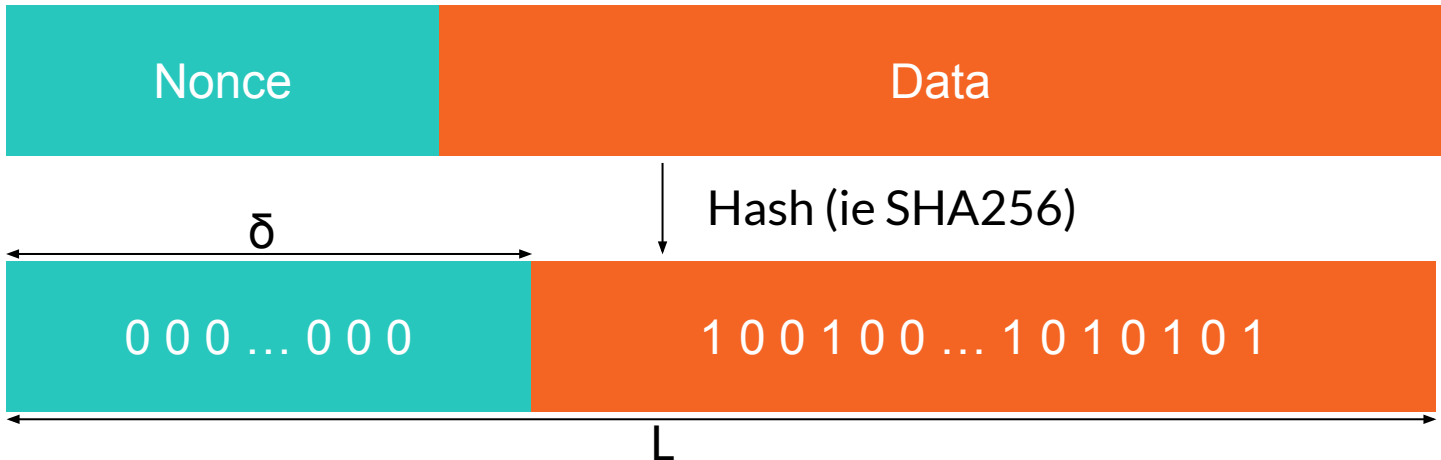 Nonce Data
Hash (ie SHA256)
δ
0 0 0 ... 0 0 0 1 0 0 1 0 0 ... 1 0 1 0 1 0 1
L